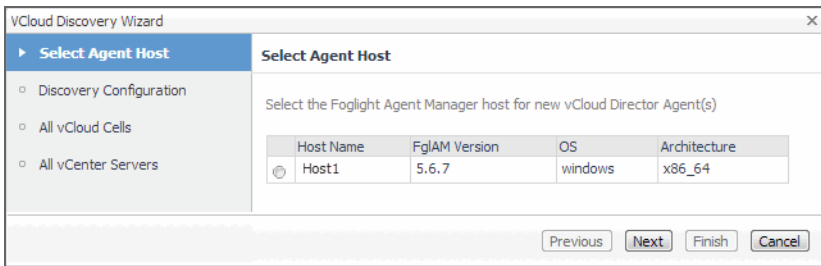 VCloud Discovery Wizard
Select Agent Host
Discovery Configuration
All vCloud Cells
All vCenter Servers
Select Agent Host
Select the Foglight Agent Manager host for new vCloud Director Agent(s)
Host Name FglAM Version OS Architecture
Host1 5.6.7 windows x86_64
Previous Next Finish Cancel